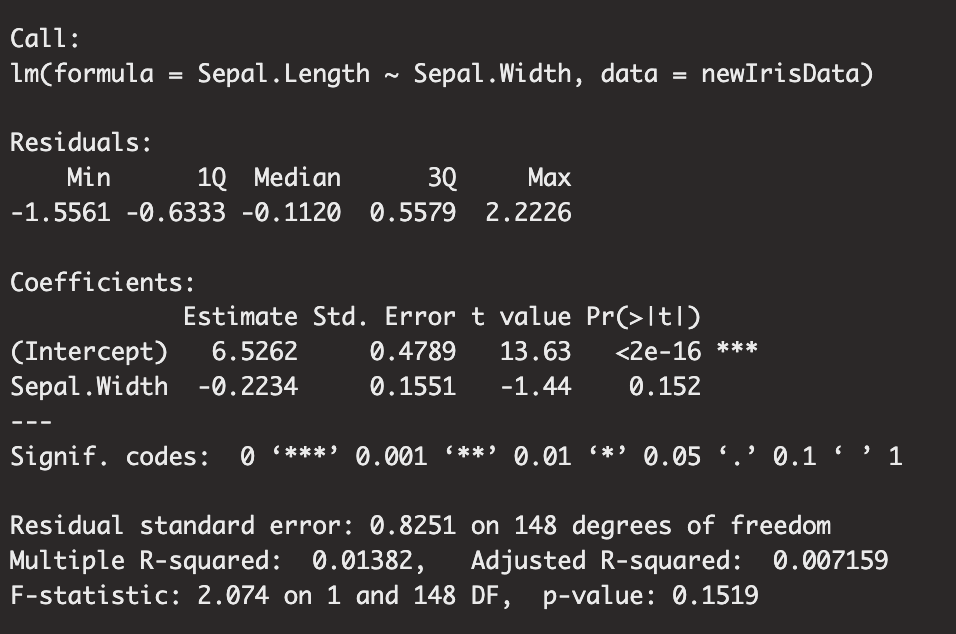 Call:
lm(formula = Sepal.Length ~ Sepal.Width, data = newIrisData)
Residuals:
    Min      1Q  Median      3Q     Max
-1.5561 -0.6333 -0.1120  0.5579  2.2226
Coefficients:
            Estimate Std. Error t value Pr(>|t|)
(Intercept)   6.5262     0.4789   13.63   <2e-16 ***
Sepal.Width  -0.2234     0.1551   -1.44    0.152
---
Signif. codes:  0 ‘***’ 0.001 ‘**’ 0.01 ‘*’ 0.05 ‘.’ 0.1 ‘ ’ 1
Residual standard error: 0.8251 on 148 degrees of freedom
Multiple R-squared:  0.01382,   Adjusted R-squared:  0.007159
F-statistic: 2.074 on 1 and 148 DF,  p-value: 0.1519